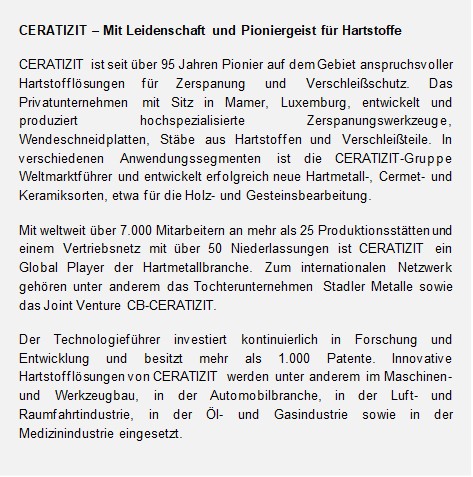 CERATIZIT – Mit Leidenschaft und Pioniergeist für Hartstoffe
CERATIZIT ist seit über 95 Jahren Pionier auf dem Gebiet anspruchsvoller
Hartstofflösungen für Zerspanung und Verschleißschutz. Das
Privatunternehmen mit Sitz in Mamer, Luxemburg, entwickelt und
produziert hochspezialisierte Zerspanungswerkzeuge,
Wendeschneidplatten, Stäbe aus Hartstoffen und Verschleißteile. In
verschiedenen Anwendungssegmenten ist die CERATIZIT-Gruppe
Weltmarktführer und entwickelt erfolgreich neue Hartmetall-, Cermet- und
Keramiksorten, etwa für die Holz- und Gesteinsbearbeitung.
Mit weltweit über 7.000 Mitarbeitern an mehr als 25 Produktionsstätten und
einem Vertriebsnetz mit über 50 Niederlassungen ist CERATIZIT ein
Global Player der Hartmetallbranche. Zum internationalen Netzwerk
gehören unter anderem das Tochterunternehmen Stadler Metalle sowie
das Joint Venture CB-CERATIZIT.
Der Technologieführer investiert kontinuierlich in Forschung und
Entwicklung und besitzt mehr als 1.000 Patente. Innovative
Hartstofflösungen von CERATIZIT werden unter anderem im Maschinen-
und Werkzeugbau, in der Automobilbranche, in der Luft- und
Raumfahrtindustrie, in der Öl- und Gasindustrie sowie in der
Medizinindustrie eingesetzt.